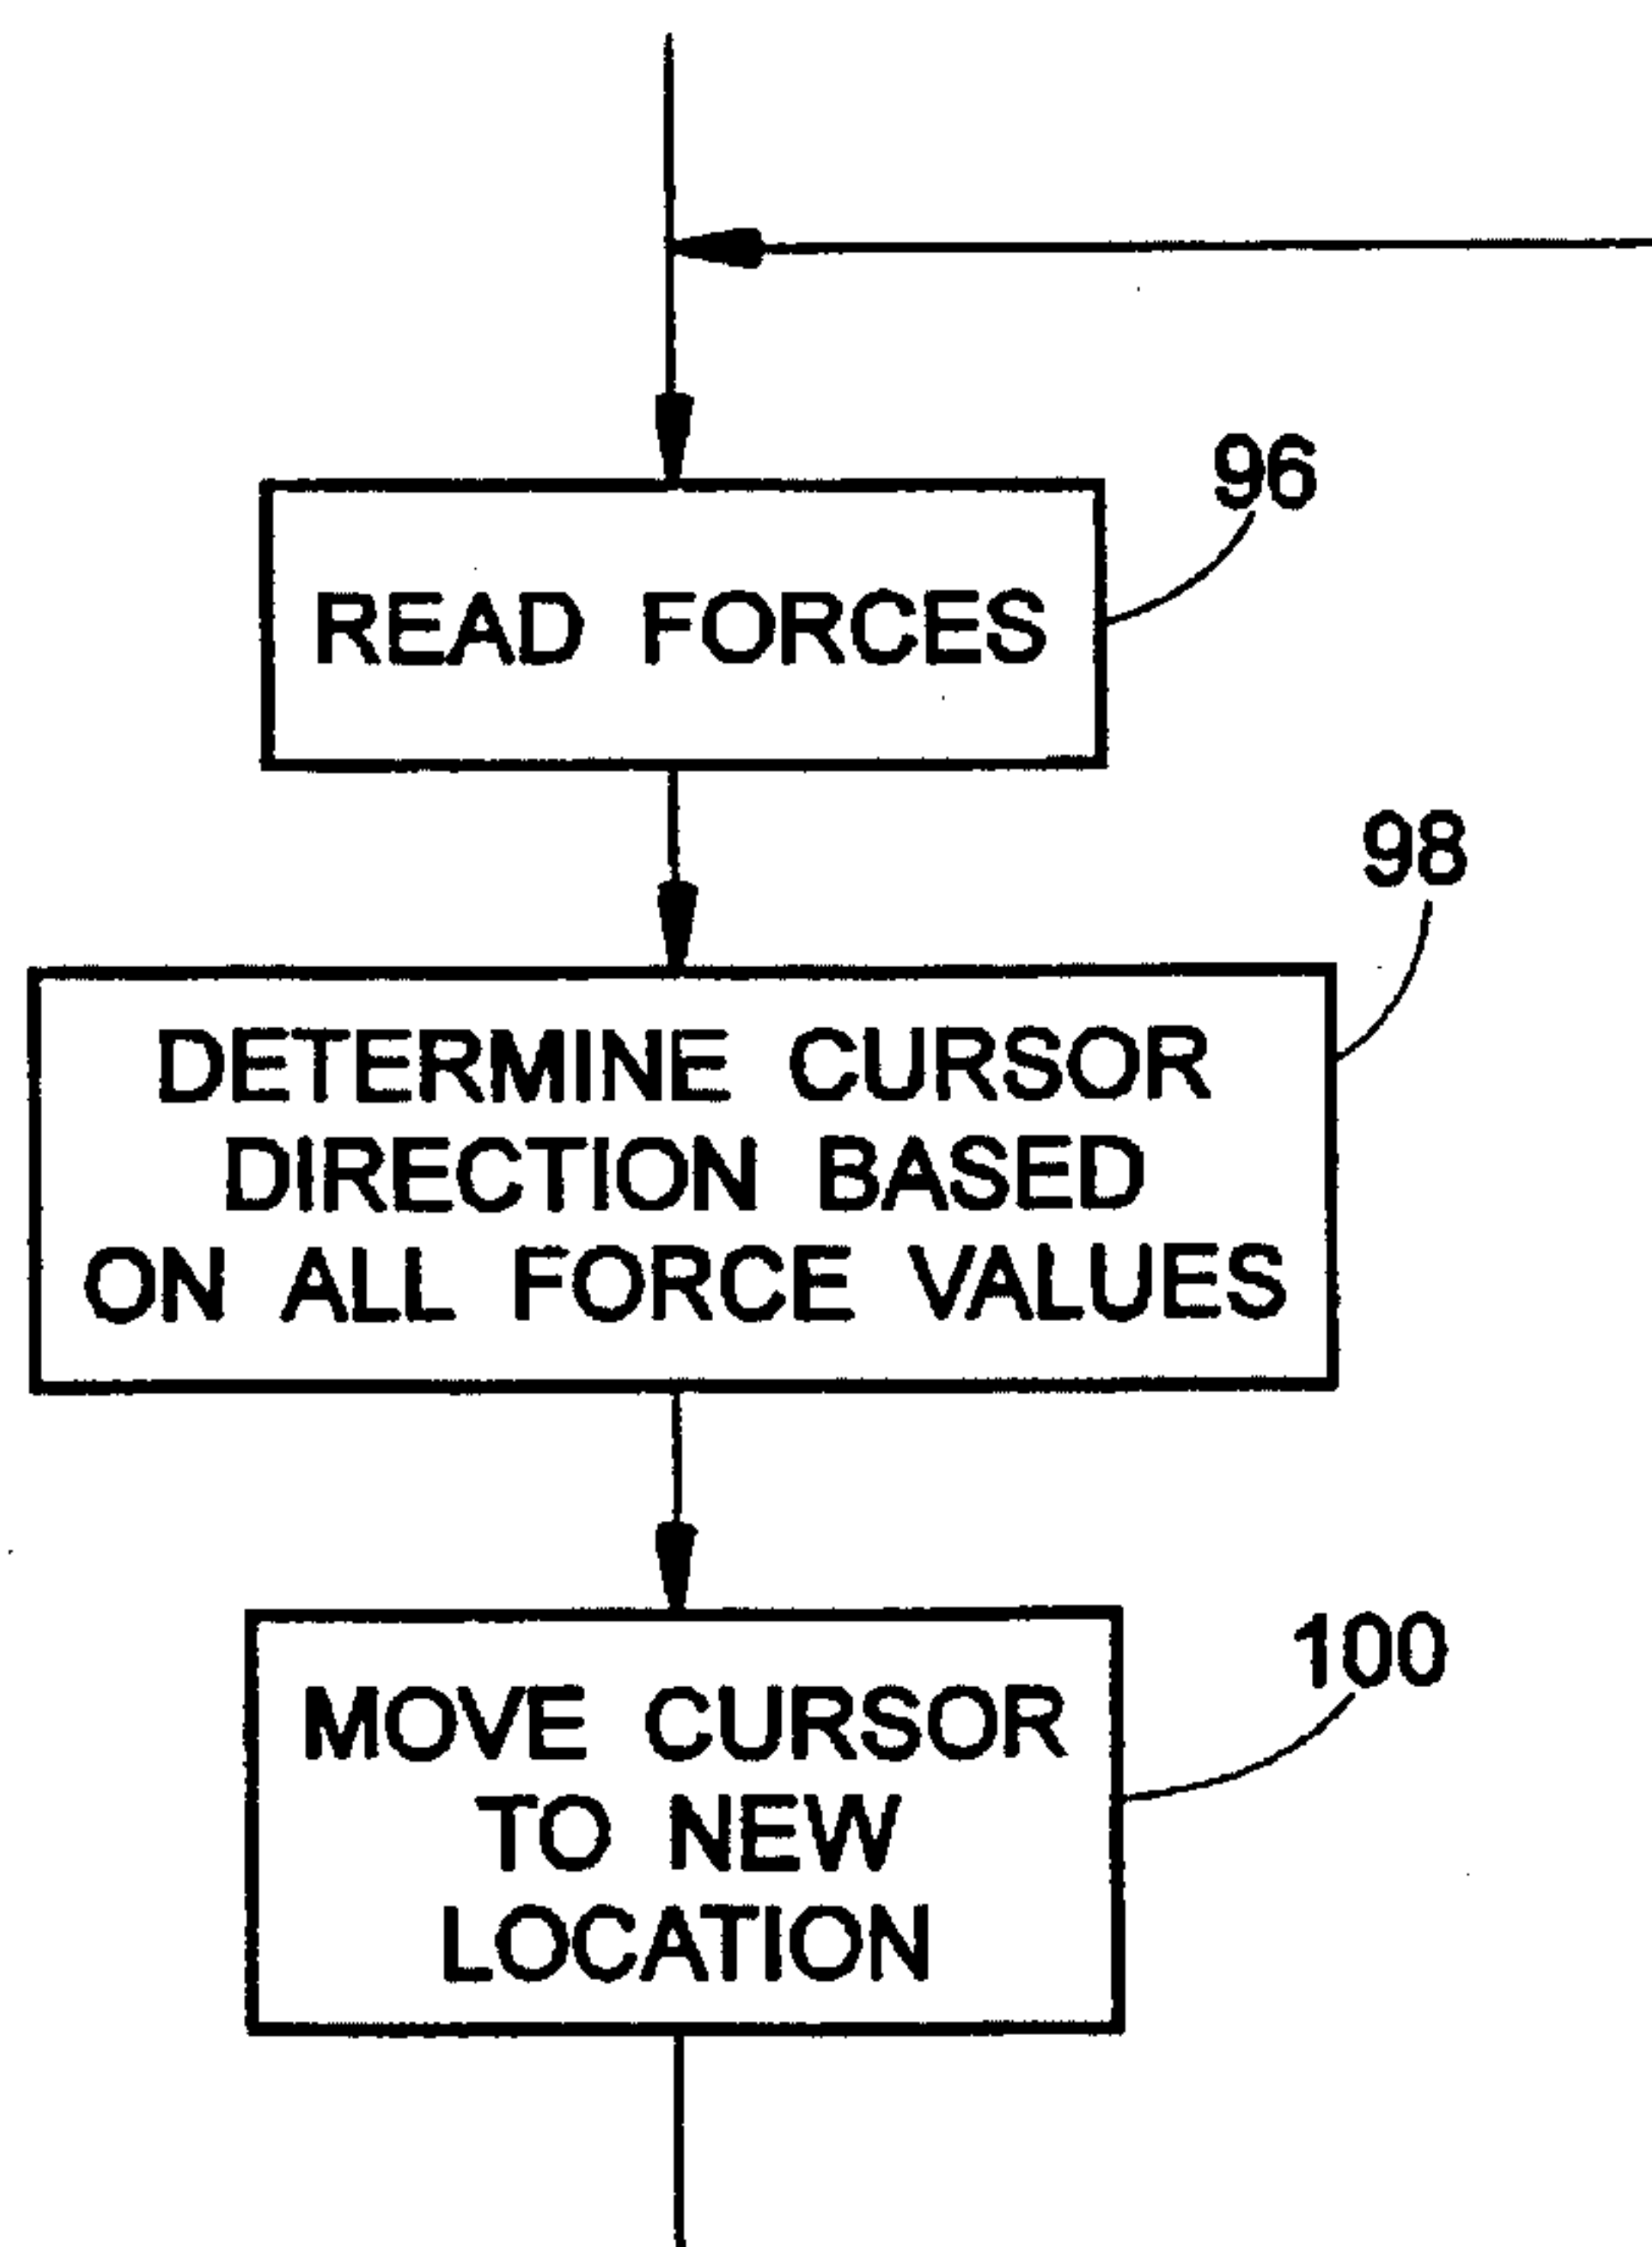 96
READ FORCES
98
DETERMINE CURSOR
DIRECTION BASED
ON ALL FORCE VALUES
100
MOVE CURSOR
TO NEW
LOCATION